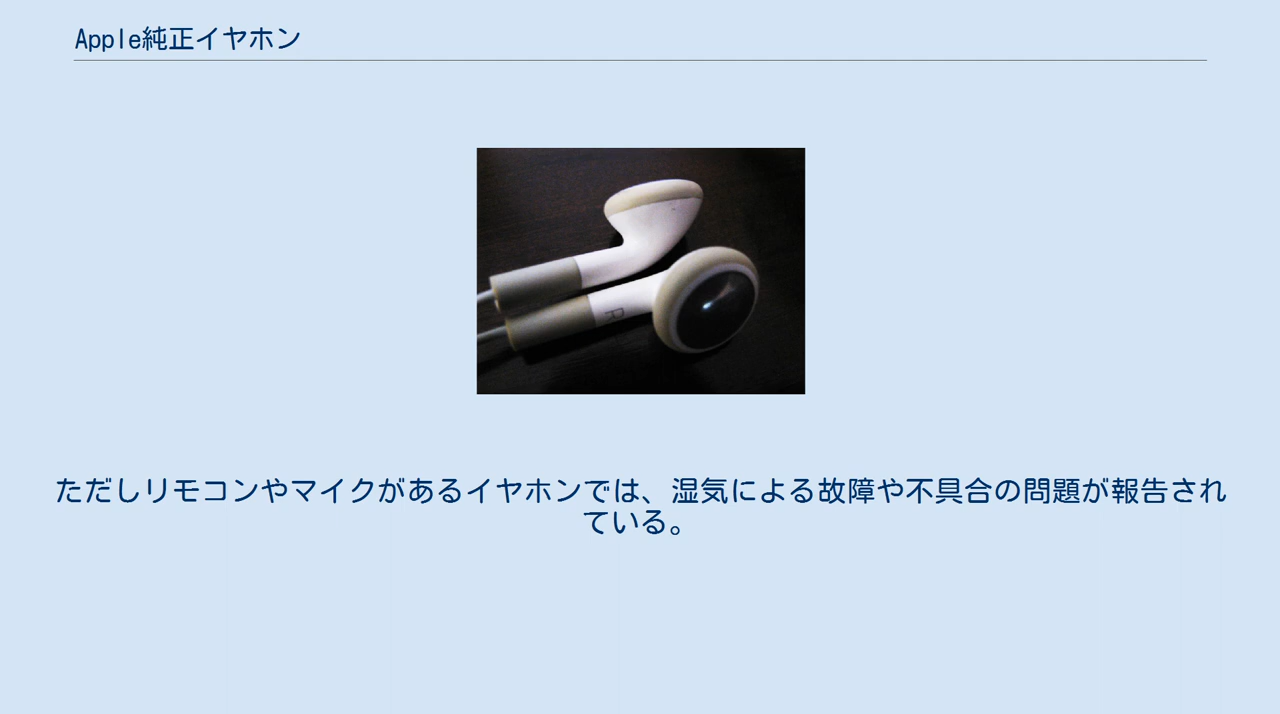 Apple純正イヤホン
R
ただしリモコンやマイクがあるイヤホンでは、湿気による故障や不具合の問題が報告され
ている。